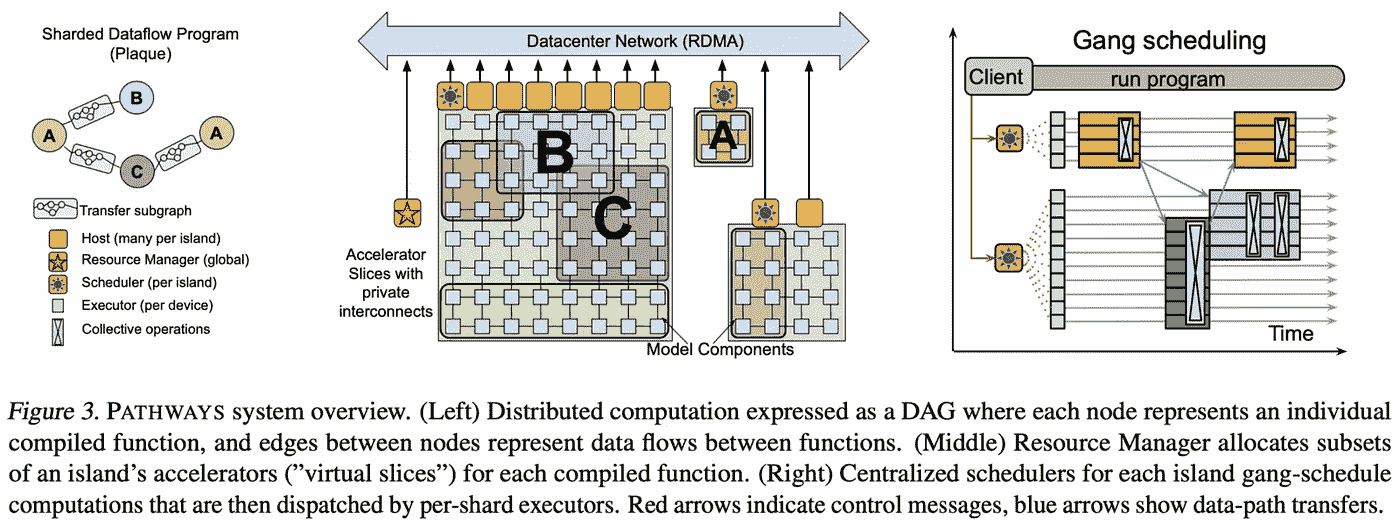 Sharded Dataflow Program
(Plaque)
B
A
A
C
Transfer subgraph
Host (many per island)
Resource Manager (global)
Scheduler (per island)
Executor (per device)
Collective operations
Datacenter Network (RDMA)
B
A
C
Accelerator
Slices with
private
interconnects
Model Components
Gang scheduling
Client
run program
Time
Figure 3. PATHWAYS system overview. (Left) Distributed computation expressed as a DAG where each node represents an individual
compiled function, and edges between nodes represent data flows between functions. (Middle) Resource Manager allocates subsets
of an island's accelerators (”virtual slices”) for each compiled function. (Right) Centralized schedulers for each island gang-schedule
computations that are then dispatched by per-shard executors. Red arrows indicate control messages, blue arrows show data-path transfers.